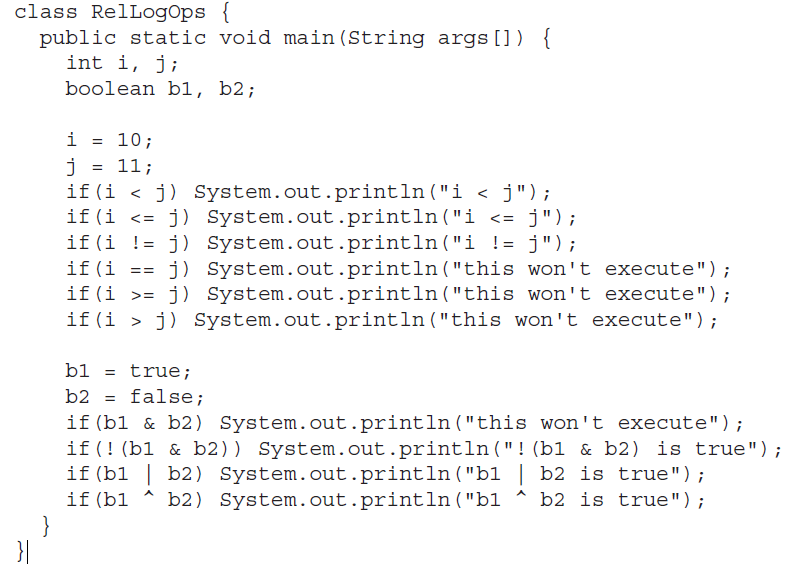 class RelLogOps {
  public static void main(String args[]) {
    int i, j;
    boolean b1, b2;

    i = 10;
    j = 11;
    if(i < j) System.out.println("i < j");
    if(i <= j) System.out.println("i <= j");
    if(i != j) System.out.println("i != j");
    if(i == j) System.out.println("this won't execute");
    if(i >= j) System.out.println("this won't execute");
    if(i > j) System.out.println("this won't execute");

    b1 = true;
    b2 = false;
    if(b1 & b2) System.out.println("this won't execute");
    if(!(b1 & b2)) System.out.println("!(b1 & b2) is true");
    if(b1 | b2) System.out.println("b1 | b2 is true");
    if(b1 ^ b2) System.out.println("b1 ^ b2 is true");
  }
}